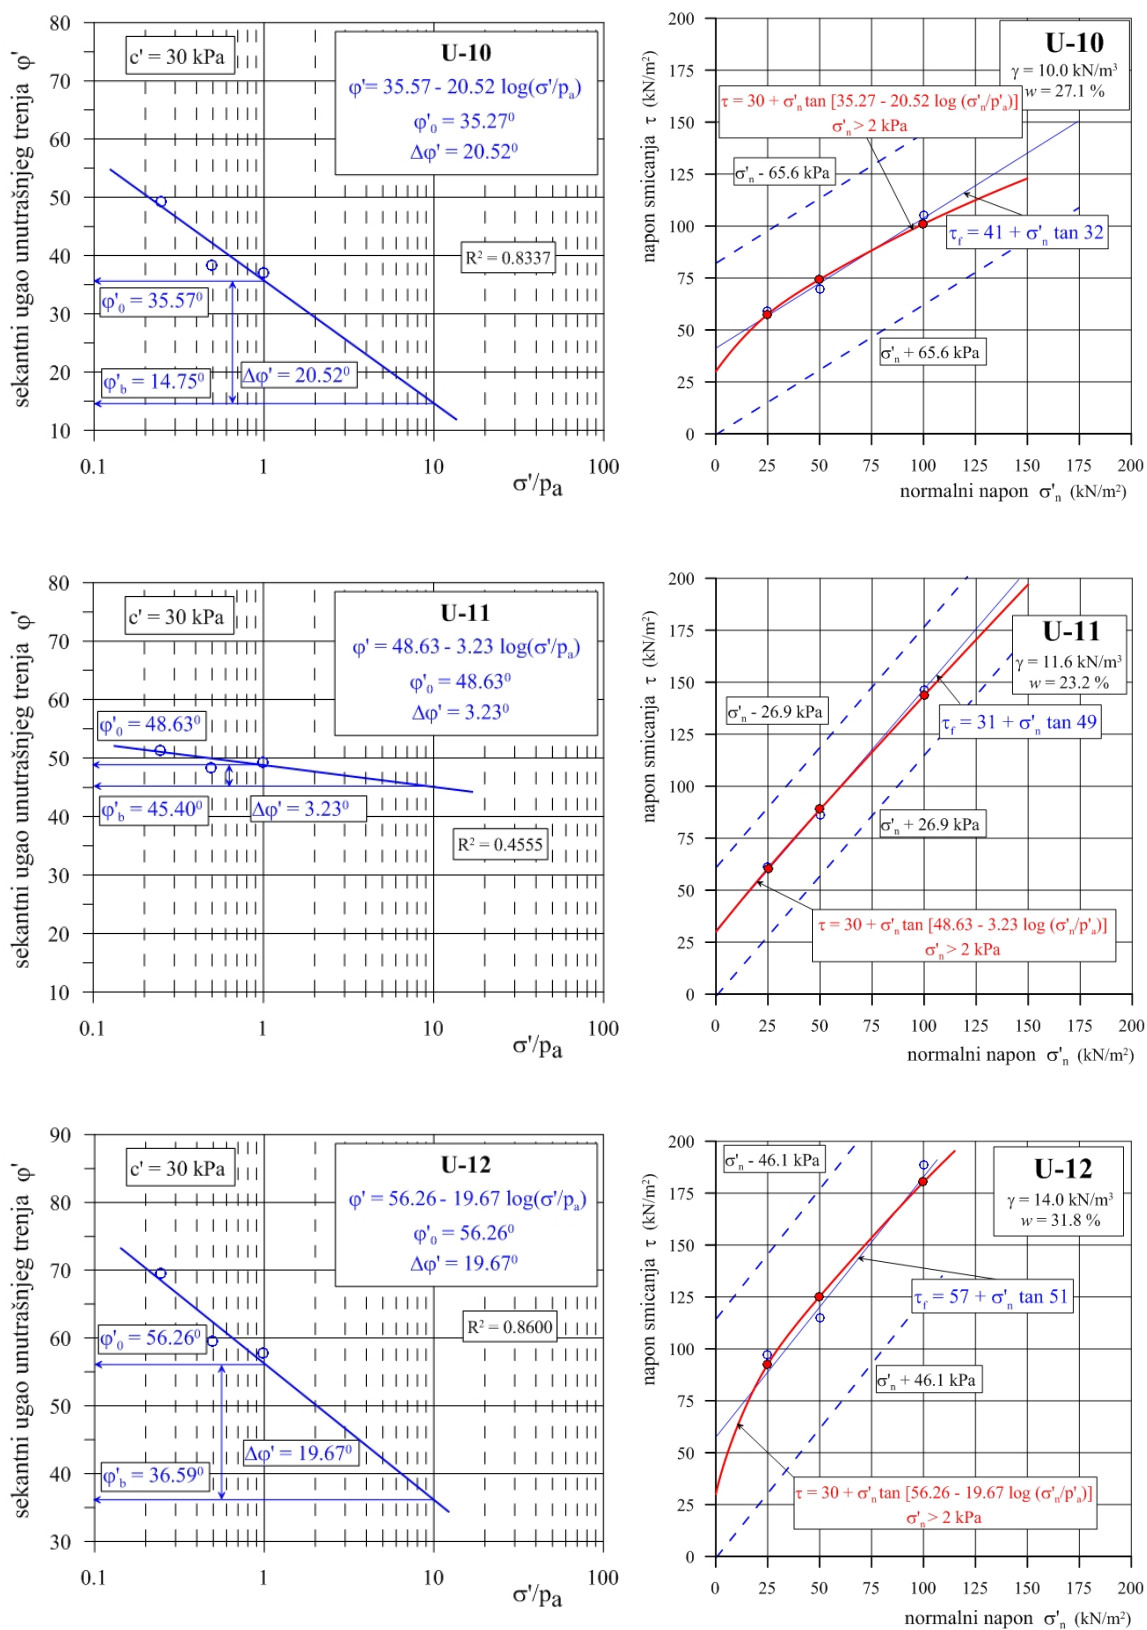 80
70
60
50
40
30
20
10
0.1
1
10
100
sekantni ugao unutrašnjeg trenja φ'
σ'/pa
c' = 30 kPa
U-10
φ'= 35.57 - 20.52 log(σ'/pa)
φ'0 = 35.27⁰
Δφ' = 20.52⁰
R² = 0.8337
φ'0 = 35.57⁰
φ'b = 14.75⁰
Δφ' = 20.52⁰
200
175
150
125
100
75
50
25
0
0
25
50
75
100
125
150
175
200
napon smicanja τ (kN/m²)
normalni napon σ'n (kN/m²)
U-10
γ = 10.0 kN/m³
w = 27.1 %
τ = 30 + σ'n tan [35.27 - 20.52 log (σ'n/p'a)]
σ'n > 2 kPa
σ'n - 65.6 kPa
τf = 41 + σ'n tan 32
σ'n + 65.6 kPa
80
70
60
50
40
30
20
10
0.1
1
10
100
sekantni ugao unutrašnjeg trenja φ'
σ'/pa
c' = 30 kPa
U-11
φ' = 48.63 - 3.23 log(σ'/pa)
φ'0 = 48.63⁰
Δφ' = 3.23⁰
φ'0 = 48.63⁰
φ'b = 45.40⁰
Δφ' = 3.23⁰
R² = 0.4555
200
175
150
125
100
75
50
25
0
0
25
50
75
100
125
150
175
200
napon smicanja τ (kN/m²)
normalni napon σ'n (kN/m²)
U-11
γ = 11.6 kN/m³
w = 23.2 %
σ'n - 26.9 kPa
τf = 31 + σ'n tan 49
σ'n + 26.9 kPa
τ = 30 + σ'n tan [48.63 - 3.23 log (σ'n/p'a)]
σ'n > 2 kPa
90
80
70
60
50
40
30
0.1
1
10
100
sekantni ugao unutrašnjeg trenja φ'
σ'/pa
c' = 30 kPa
U-12
φ' = 56.26 - 19.67 log(σ'/pa)
φ'0 = 56.26⁰
Δφ' = 19.67⁰
R² = 0.8600
φ'0 = 56.26⁰
Δφ' = 19.67⁰
φ'b = 36.59⁰
200
175
150
125
100
75
50
25
0
0
25
50
75
100
125
150
175
200
napon smicanja τ (kN/m²)
normalni napon σ'n (kN/m²)
σ'n - 46.1 kPa
U-12
γ = 14.0 kN/m³
w = 31.8 %
τf = 57 + σ'n tan 51
σ'n + 46.1 kPa
τ = 30 + σ'n tan [56.26 - 19.67 log (σ'n/p'a)]
σ'n > 2 kPa